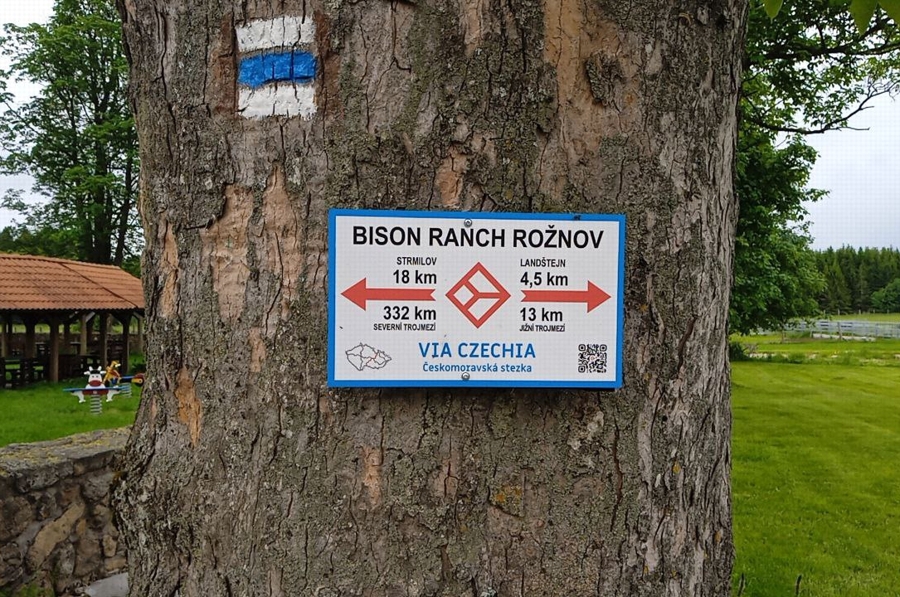 BISON RANCH ROŽNOV
STRMILOV
18 km
332 km
SEVERNÍ TROJMEZÍ
LANDŠTEJN
4,5 km
13 km
JIŽNÍ TROJMEZÍ
VIA CZECHIA
Českomoravská stezka